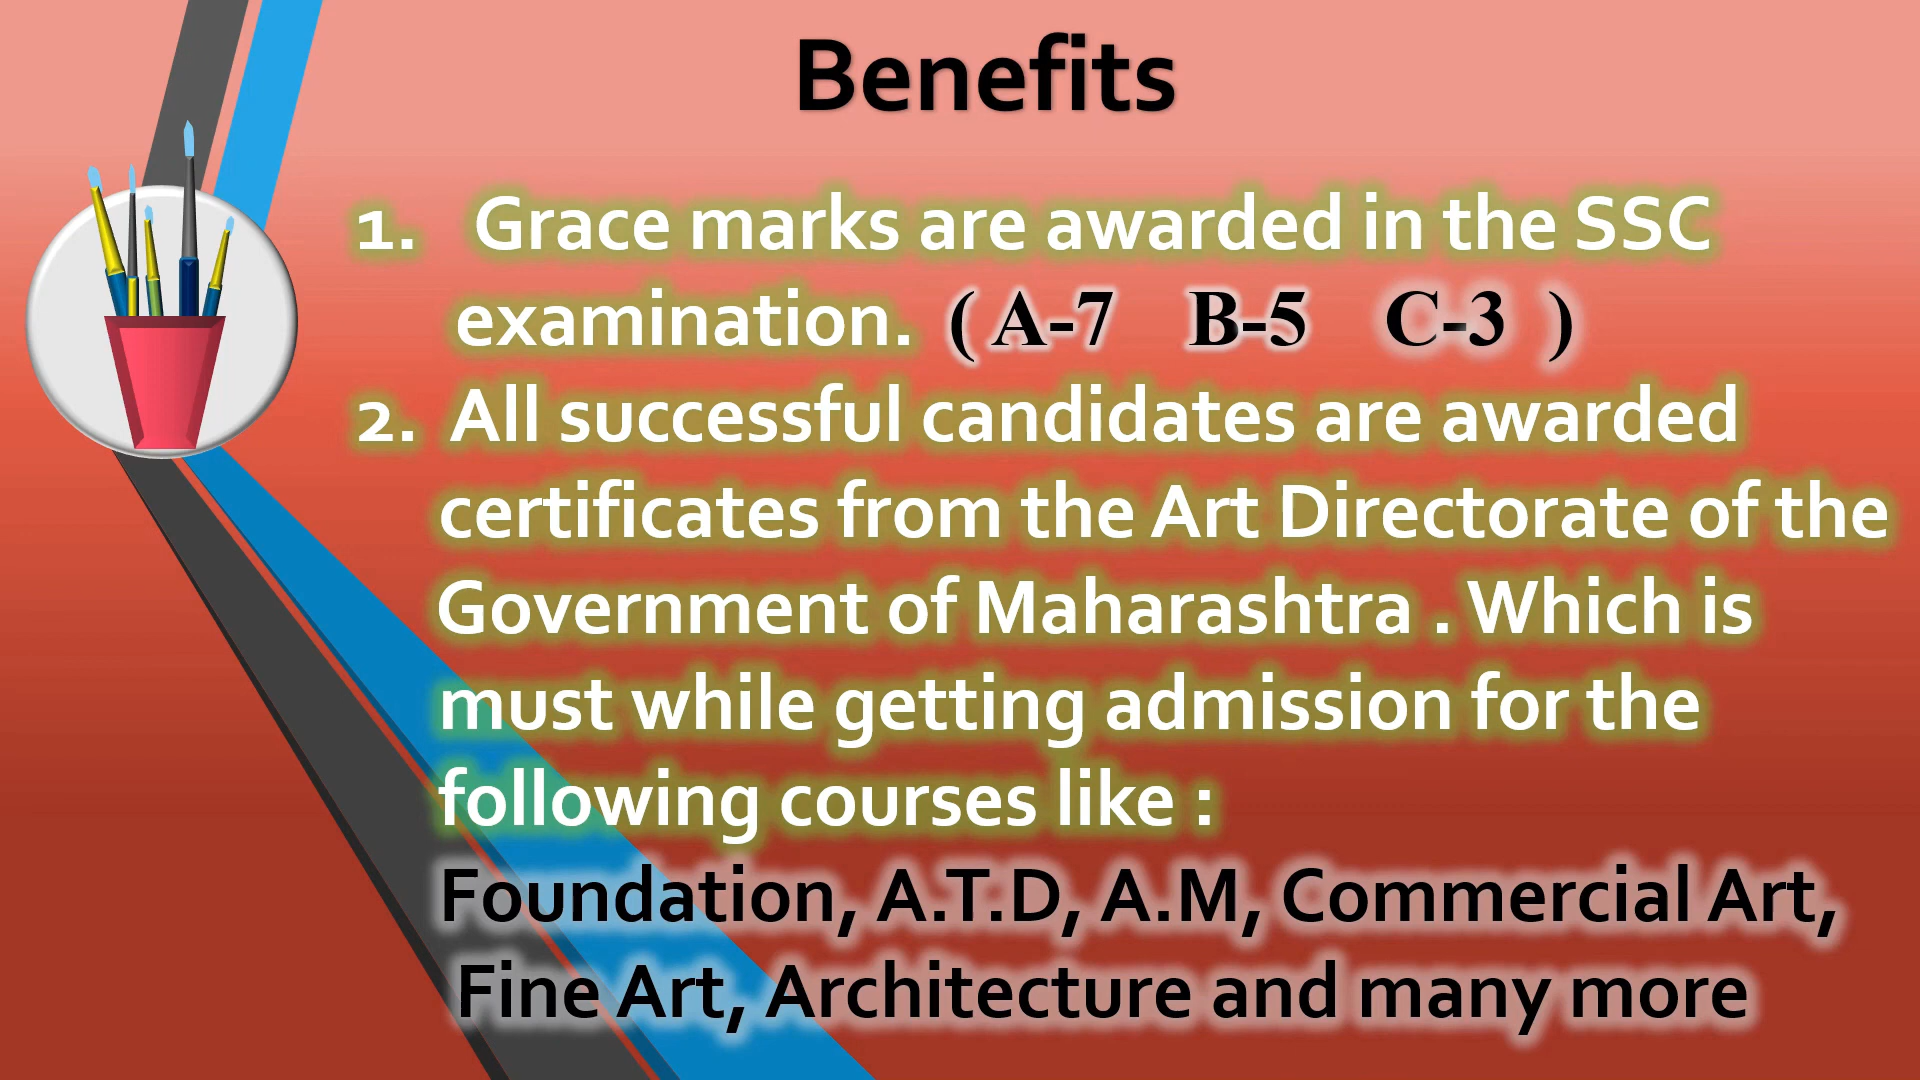 Benefits
1. Grace marks are awarded in the SSC
examination. ( A-7 B-5 C-3 )
2. All successful candidates are awarded
certificates from the Art Directorate of the
Government of Maharashtra . Which is
must while getting admission for the
following courses like :
Foundation, A.T.D, A.M, Commercial Art,
Fine Art, Architecture and many more